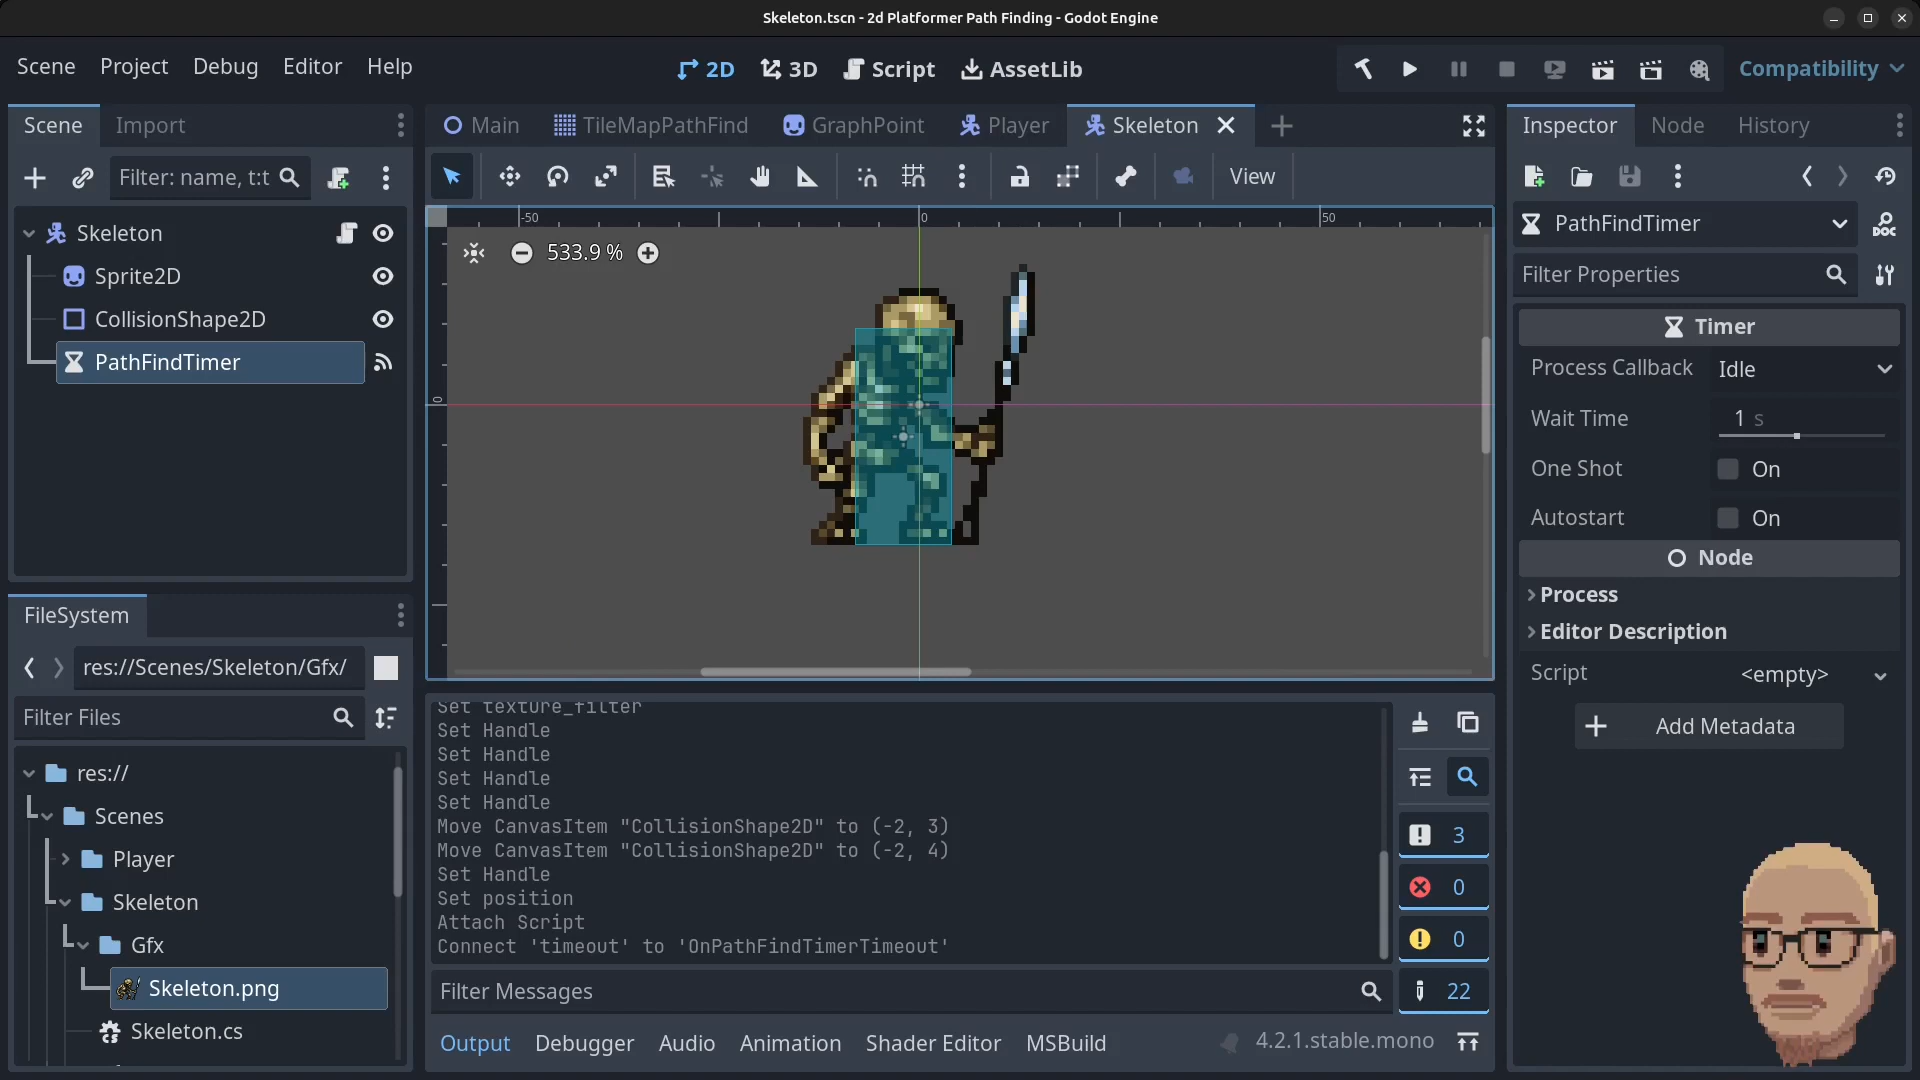 Skeleton.tscn - 2d Platformer Path Finding - Godot Engine
Scene Project Debug Editor Help
2D 3D Script AssetLib
Compatibility
Scene Import
Filter: name, t:t
Skeleton
Sprite2D
CollisionShape2D
PathFindTimer
FileSystem
res://Scenes/Skeleton/Gfx/
Filter Files
res://
Scenes
Player
Skeleton
Gfx
Skeleton.png
Skeleton.cs
Main TileMapPathFind GraphPoint Player Skeleton
View
-50 0 50
0
533.9 %
Set texture_filter
Set Handle
Set Handle
Set Handle
Set Handle
Move CanvasItem "CollisionShape2D" to (-2, 3)
Move CanvasItem "CollisionShape2D" to (-2, 4)
Set Handle
Set position
Attach Script
Connect 'timeout' to 'OnPathFindTimerTimeout'
3
0
0
22
Filter Messages
Output Debugger Audio Animation Shader Editor MSBuild
4.2.1.stable.mono
Inspector Node History
PathFindTimer
DOC
Filter Properties
Timer
Process Callback Idle
Wait Time 1 s
One Shot On
Autostart On
Node
Process
Editor Description
Script <empty>
Add Metadata